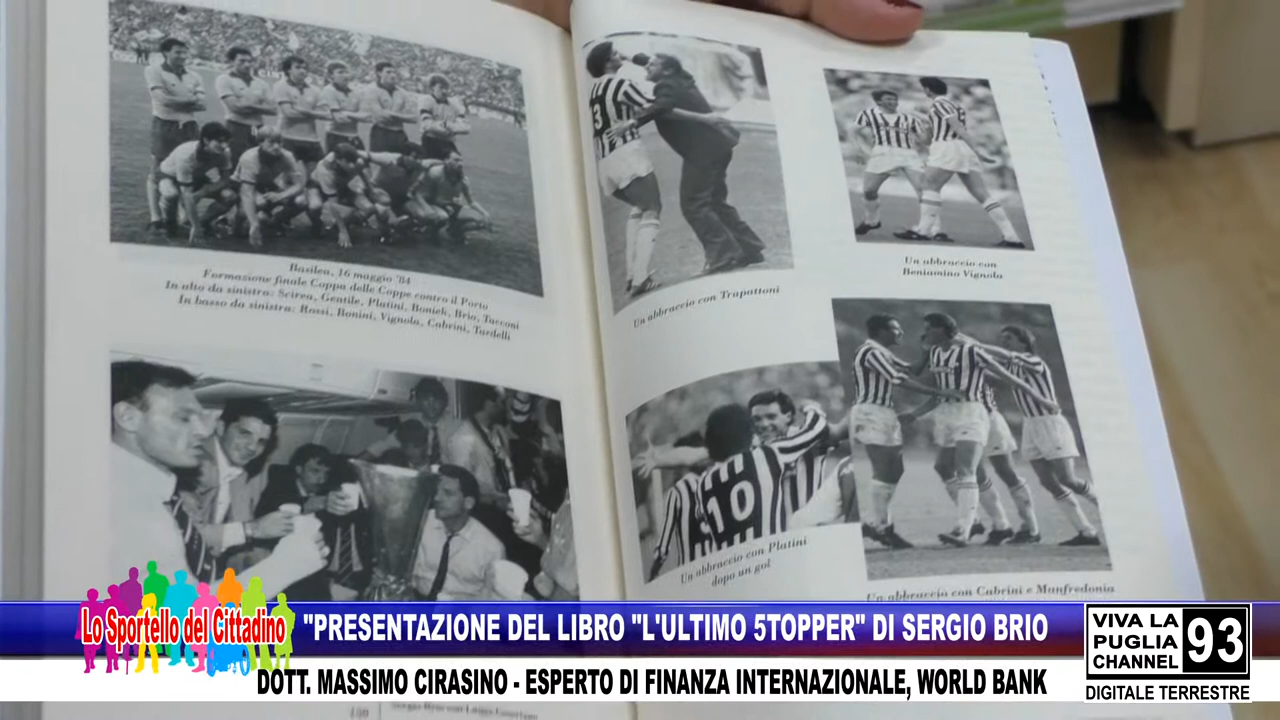 Basilea, 16 maggio '84
Formazione finale Coppa delle Coppe contro il Porto
In alto da sinistra: Scirea, Gentile, Platini, Boniek, Brio, Tacconi
In basso da sinistra: Rossi, Bonini, Vignola, Cabrini, Tardelli
3
Un abbraccio con Trapattoni
Un abbraccio con
Beniamino Vignola
10
Un abbraccio con Platini
dopo un gol
Un abbraccio con Cabrini e Manfredonia
Lo Sportello del Cittadino
"PRESENTAZIONE DEL LIBRO "L'ULTIMO 5TOPPER" DI SERGIO BRIO
DOTT. MASSIMO CIRASINO - ESPERTO DI FINANZA INTERNAZIONALE, WORLD BANK
VIVA LA
PUGLIA
CHANNEL
93
DIGITALE TERRESTRE